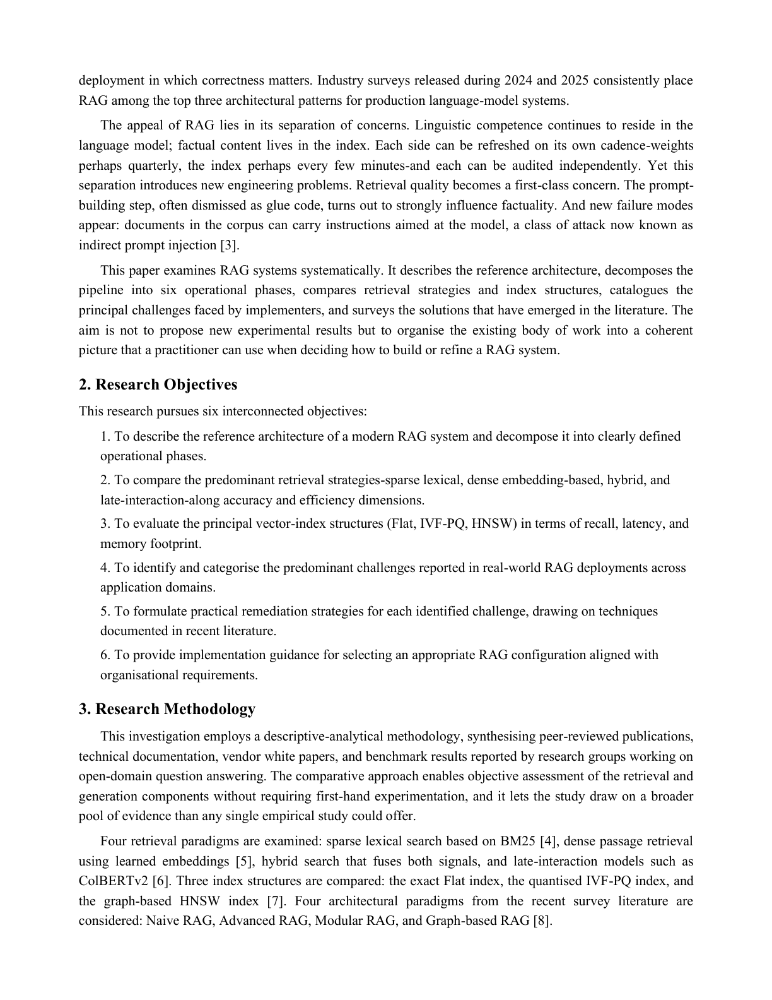 deployment in which correctness matters. Industry surveys released during 2024 and 2025 consistently place
RAG among the top three architectural patterns for production language-model systems.
The appeal of RAG lies in its separation of concerns. Linguistic competence continues to reside in the
language model; factual content lives in the index. Each side can be refreshed on its own cadence-weights
perhaps quarterly, the index perhaps every few minutes-and each can be audited independently. Yet this
separation introduces new engineering problems. Retrieval quality becomes a first-class concern. The prompt-
building step, often dismissed as glue code, turns out to strongly influence factuality. And new failure modes
appear: documents in the corpus can carry instructions aimed at the model, a class of attack now known as
indirect prompt injection [3].
This paper examines RAG systems systematically. It describes the reference architecture, decomposes the
pipeline into six operational phases, compares retrieval strategies and index structures, catalogues the
principal challenges faced by implementers, and surveys the solutions that have emerged in the literature. The
aim is not to propose new experimental results but to organise the existing body of work into a coherent
picture that a practitioner can use when deciding how to build or refine a RAG system.
2. Research Objectives
This research pursues six interconnected objectives:
1. To describe the reference architecture of a modern RAG system and decompose it into clearly defined
operational phases.
2. To compare the predominant retrieval strategies-sparse lexical, dense embedding-based, hybrid, and
late-interaction-along accuracy and efficiency dimensions.
3. To evaluate the principal vector-index structures (Flat, IVF-PQ, HNSW) in terms of recall, latency, and
memory footprint.
4. To identify and categorise the predominant challenges reported in real-world RAG deployments across
application domains.
5. To formulate practical remediation strategies for each identified challenge, drawing on techniques
documented in recent literature.
6. To provide implementation guidance for selecting an appropriate RAG configuration aligned with
organisational requirements.
3. Research Methodology
This investigation employs a descriptive-analytical methodology, synthesising peer-reviewed publications,
technical documentation, vendor white papers, and benchmark results reported by research groups working on
open-domain question answering. The comparative approach enables objective assessment of the retrieval and
generation components without requiring first-hand experimentation, and it lets the study draw on a broader
pool of evidence than any single empirical study could offer.
Four retrieval paradigms are examined: sparse lexical search based on BM25 [4], dense passage retrieval
using learned embeddings [5], hybrid search that fuses both signals, and late-interaction models such as
ColBERTv2 [6]. Three index structures are compared: the exact Flat index, the quantised IVF-PQ index, and
the graph-based HNSW index [7]. Four architectural paradigms from the recent survey literature are
considered: Naive RAG, Advanced RAG, Modular RAG, and Graph-based RAG [8].